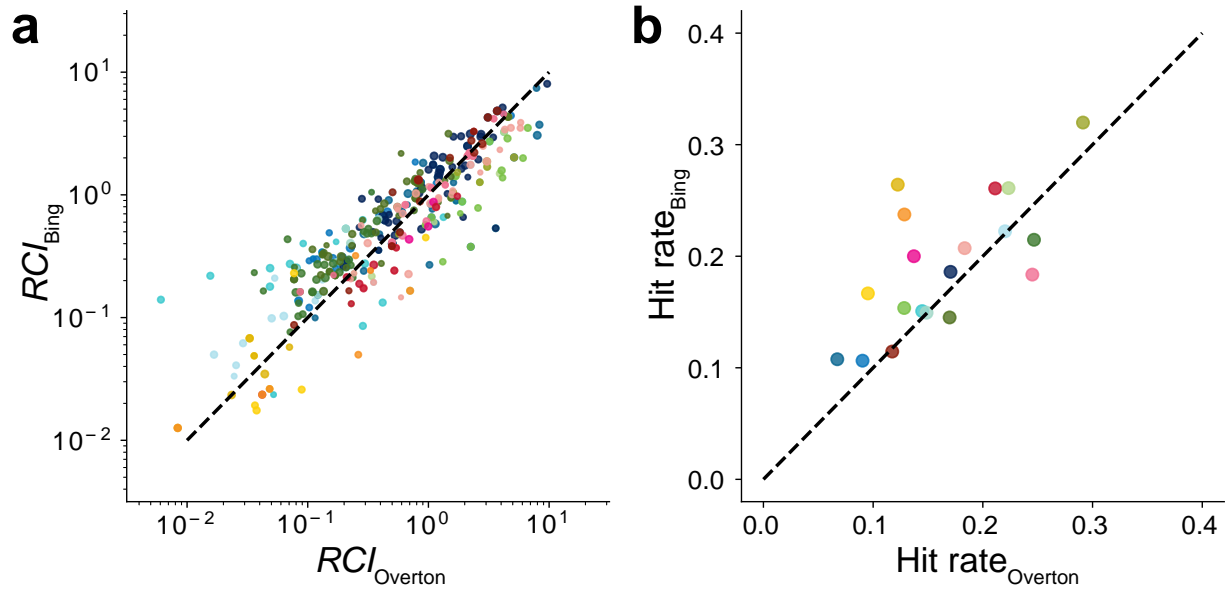 a
10^1
10^0
10^{-1}
10^{-2}
RCI_Bing
10^{-2} 10^{-1} 10^0 10^1
RCI_Overton
b
0.4
0.3
0.2
0.1
0.0
Hit rate_Bing
0.0 0.1 0.2 0.3 0.4
Hit rate_Overton